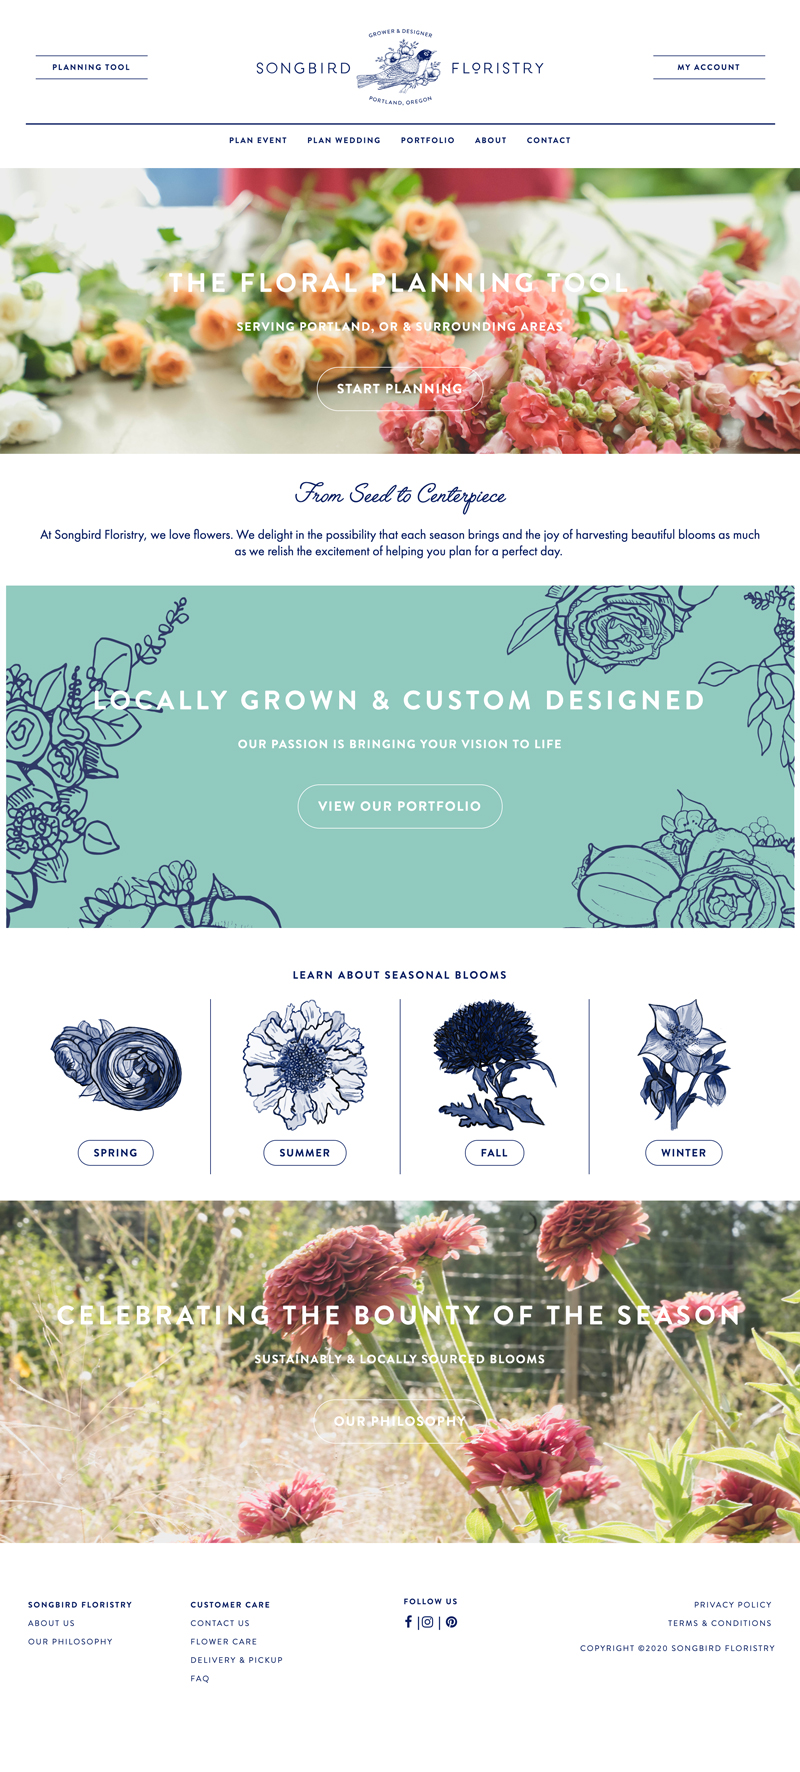 GROWER & DESIGNER
PLANNING TOOL
SONGBIRD FLORISTRY
MY ACCOUNT
PORTLAND, OREGON
PLAN EVENT PLAN WEDDING PORTFOLIO ABOUT CONTACT
THE FLORAL PLANNING TOOL
SERVING PORTLAND, OR & SURROUNDING AREAS
START PLANNING
From Seed to Centerpiece
At Songbird Floristry, we love flowers. We delight in the possibility that each season brings and the joy of harvesting beautiful blooms as much
as we relish the excitement of helping you plan for a perfect day.
LOCALLY GROWN & CUSTOM DESIGNED
OUR PASSION IS BRINGING YOUR VISION TO LIFE
VIEW OUR PORTFOLIO
LEARN ABOUT SEASONAL BLOOMS
SPRING
SUMMER
FALL
WINTER
CELEBRATING THE BOUNTY OF THE SEASON
SUSTAINABLY & LOCALLY SOURCED BLOOMS
OUR PHILOSOPHY
SONGBIRD FLORISTRY
ABOUT US
OUR PHILOSOPHY
CUSTOMER CARE
CONTACT US
FLOWER CARE
DELIVERY & PICKUP
FAQ
FOLLOW US
PRIVACY POLICY
TERMS & CONDITIONS
COPYRIGHT ©2020 SONGBIRD FLORISTRY